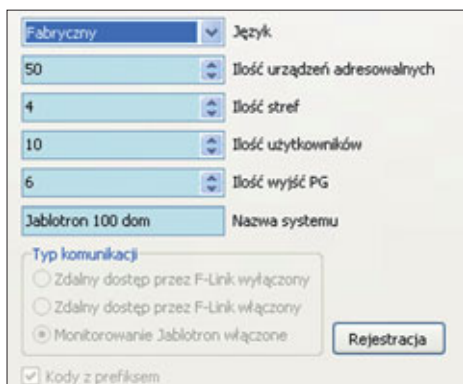 Fabryczny Język
50 Ilość urządzeń adresowalnych
4 Ilość stref
10 Ilość użytkowników
6 Ilość wyjść PG
Jablotron 100 dom Nazwa systemu
Typ komunikacji
Zdalny dostęp przez F-Link wyłączony
Zdalny dostęp przez F-Link włączony
Monitorowanie Jablotron włączone
Rejestracja
Kody z prefiksem